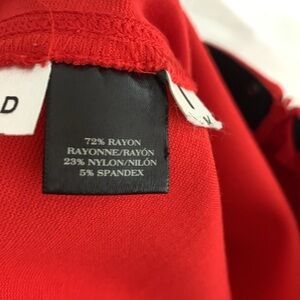 D
72% RAYON
RAYONNE/RAYÓN
23% NYLON/NILÓN
5% SPANDEX